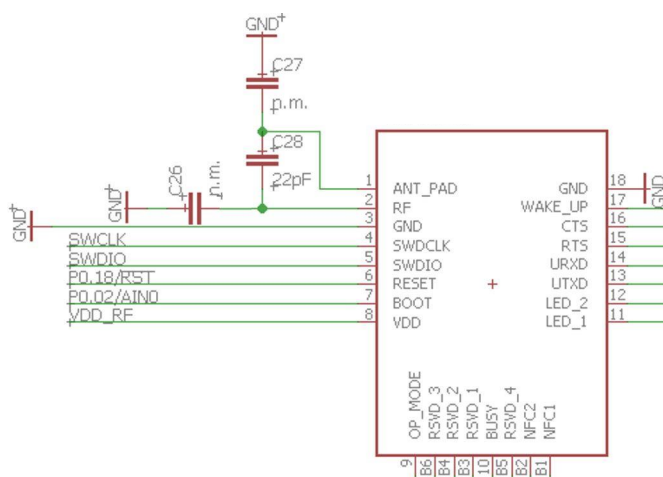 GND
C27
n.m.
C28
22pF
C26
n.m.
GND
GND
SWCLK
SWDIO
P0.18/RST
P0.02/AIN0
VDD_RF
1 ANT_PAD
2 RF
3 GND
4 SWDCLK
5 SWDIO
6 RESET
7 BOOT
8 VDD
GND 18 GND
WAKE_UP 17
CTS 16
RTS 15
URXD 14
UTXD 13
LED_2 12
LED_1 11
OP_MODE 9
RSVD_3 B6
RSVD_2 B4
RSVD_1 B3
BUSY 10
RSVD_4 B5
NFC2 B2
NFC1 B1